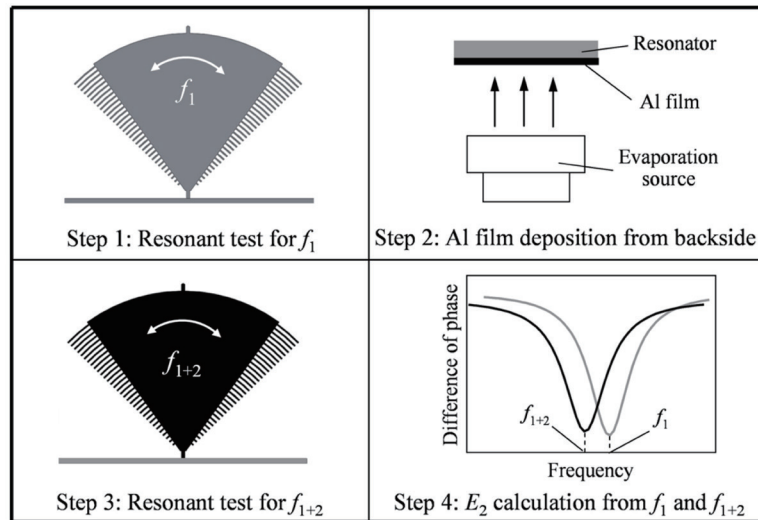 f₁
Step 1: Resonant test for f₁
Resonator
Al film
Evaporation
source
Step 2: Al film deposition from backside
f₁₊₂
Step 3: Resonant test for f₁₊₂
Difference of phase
f₁₊₂
f₁
Frequency
Step 4: E₂ calculation from f₁ and f₁₊₂